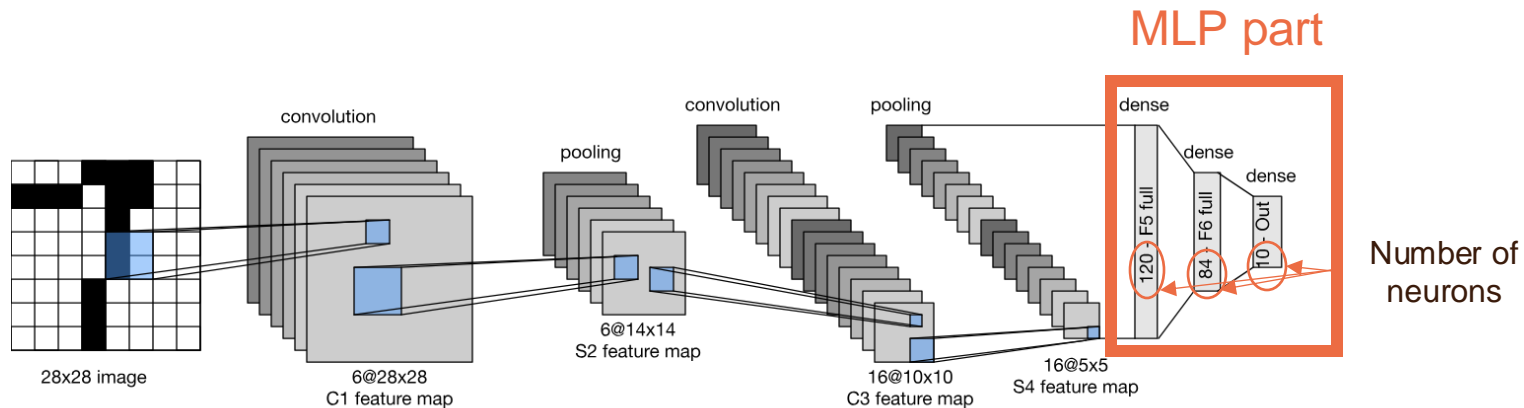 MLP part
convolution
pooling
convolution
pooling
dense
dense
dense
120 - F5 full
84 - F6 full
10 - Out
Number of
neurons
28x28 image
6@28x28
C1 feature map
6@14x14
S2 feature map
16@10x10
C3 feature map
16@5x5
S4 feature map